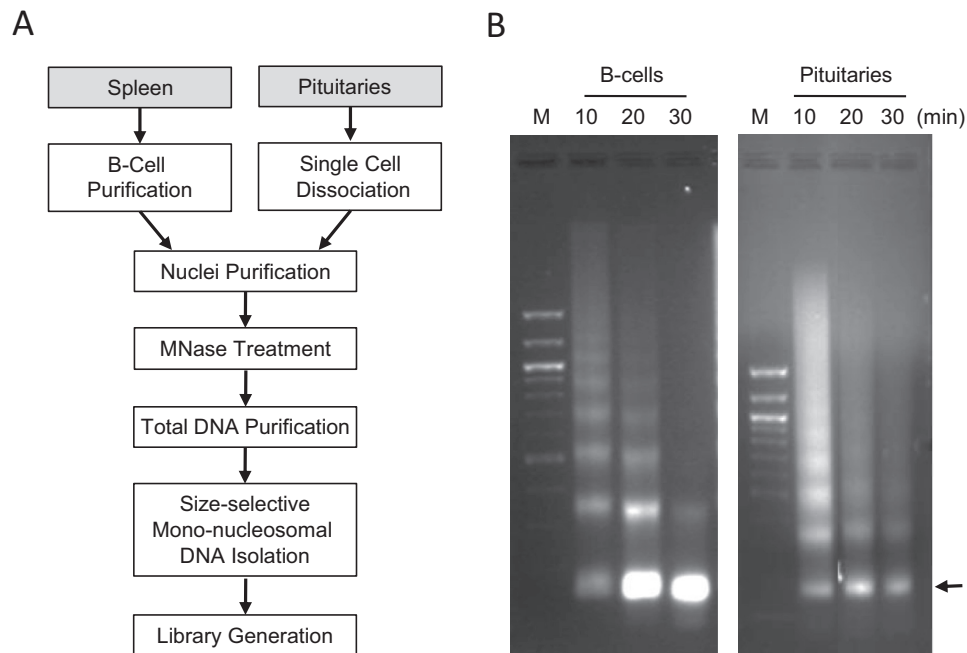 A
Spleen
Pituitaries
B-Cell
Purification
Single Cell
Dissociation
Nuclei Purification
MNase Treatment
Total DNA Purification
Size-selective
Mono-nucleosomal
DNA Isolation
Library Generation
B
B-cells
Pituitaries
M 10 20 30
M 10 20 30 (min)